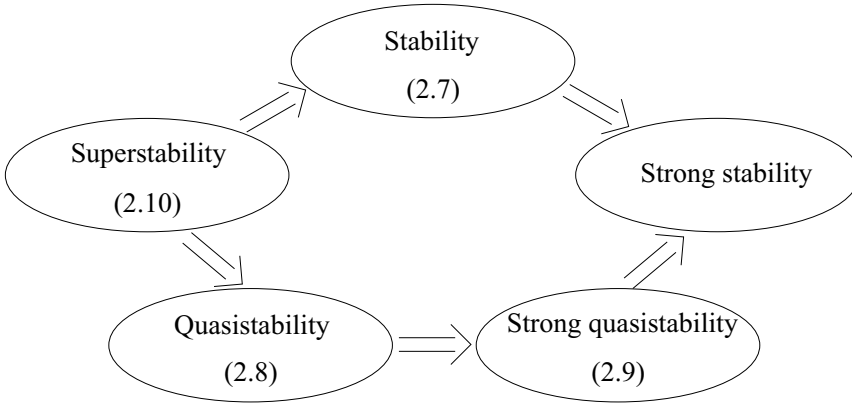 Stability
(2.7)
Superstability
(2.10)
Strong stability
Quasistability
(2.8)
Strong quasistability
(2.9)